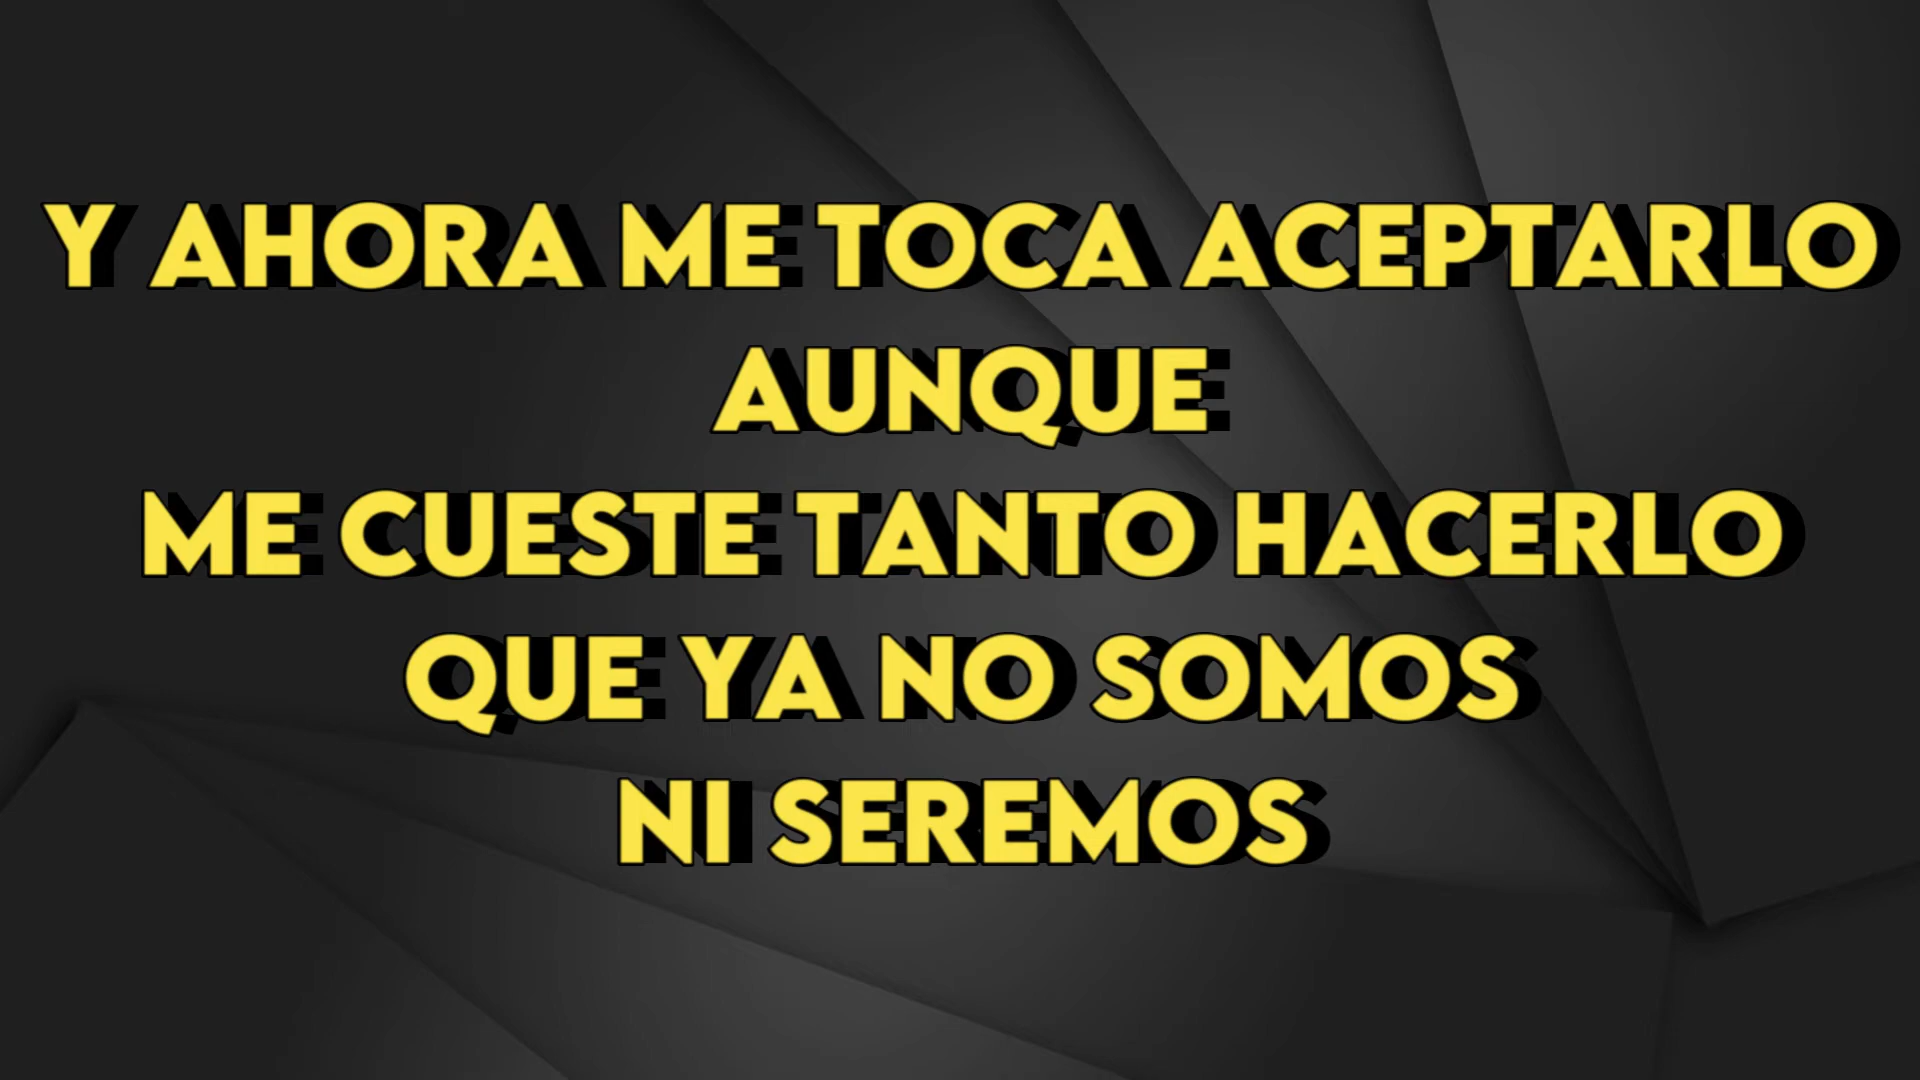 Y AHORA ME TOCA ACEPTARLO
AUNQUE
ME CUESTE TANTO HACERLO
QUE YA NO SOMOS
NI SEREMOS